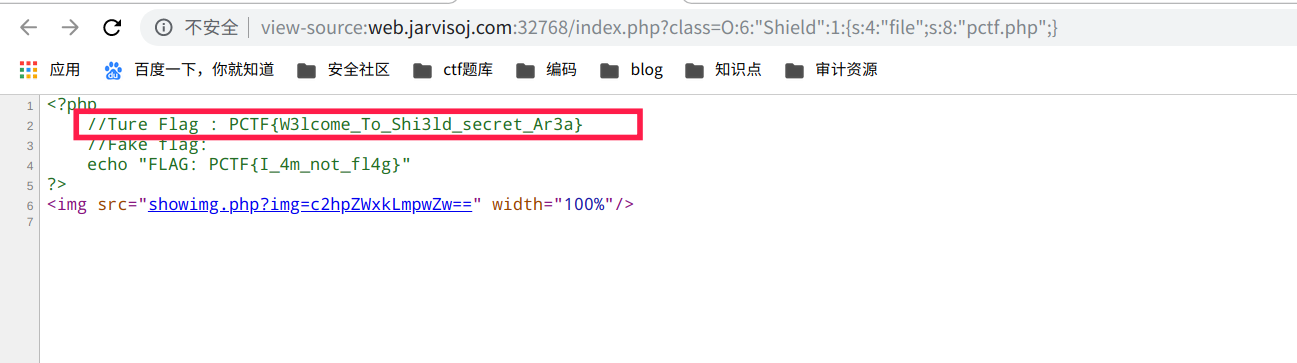 不安全 view-source:web.jarvisoj.com:32768/index.php?class=O:6:"Shield":1:{s:4:"file";s:8:"pctf.php";}
应用 百度一下，你就知道 安全社区 ctf题库 编码 blog 知识点 审计资源
1 <?php
2 //Ture Flag : PCTF{W3lcome_To_Shi3ld_secret_Ar3a}
3 //Fake flag:
4 echo "FLAG: PCTF{I_4m_not_fl4g}"
5 ?>
6 <img src="showimg.php?img=c2hpZWxkLmpwZw==" width="100%"/>
7